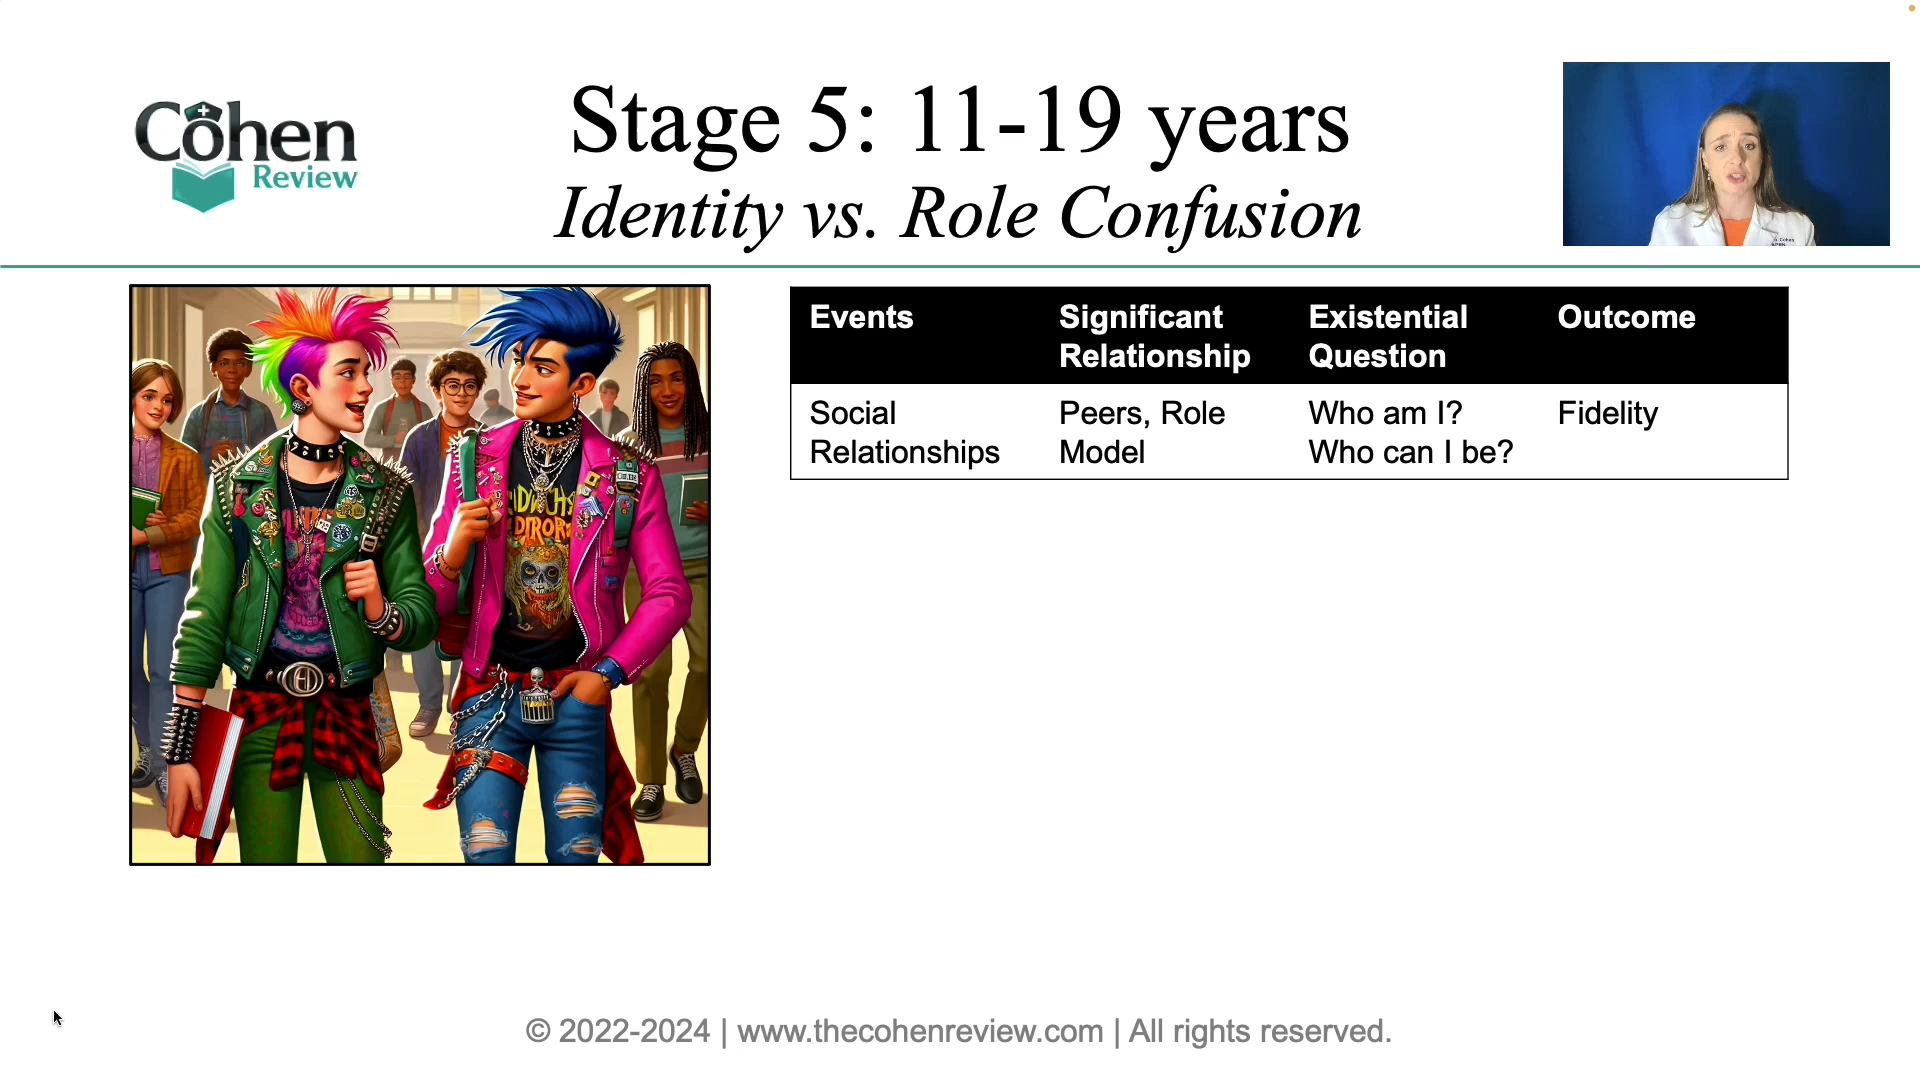 Cohen
Review
Stage 5: 11-19 years
Identity vs. Role Confusion
Events
Significant
Relationship
Existential
Question
Outcome
Social
Relationships
Peers, Role
Model
Who am I?
Who can I be?
Fidelity
© 2022-2024 | www.thecohenreview.com | All rights reserved.